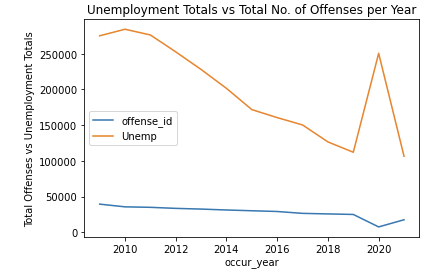 Unemployment Totals vs Total No. of Offenses per Year
Total Offenses vs Unemployment Totals
250000
200000
150000
100000
50000
0
offense_id
Unemp
2010 2012 2014 2016 2018 2020
occur_year